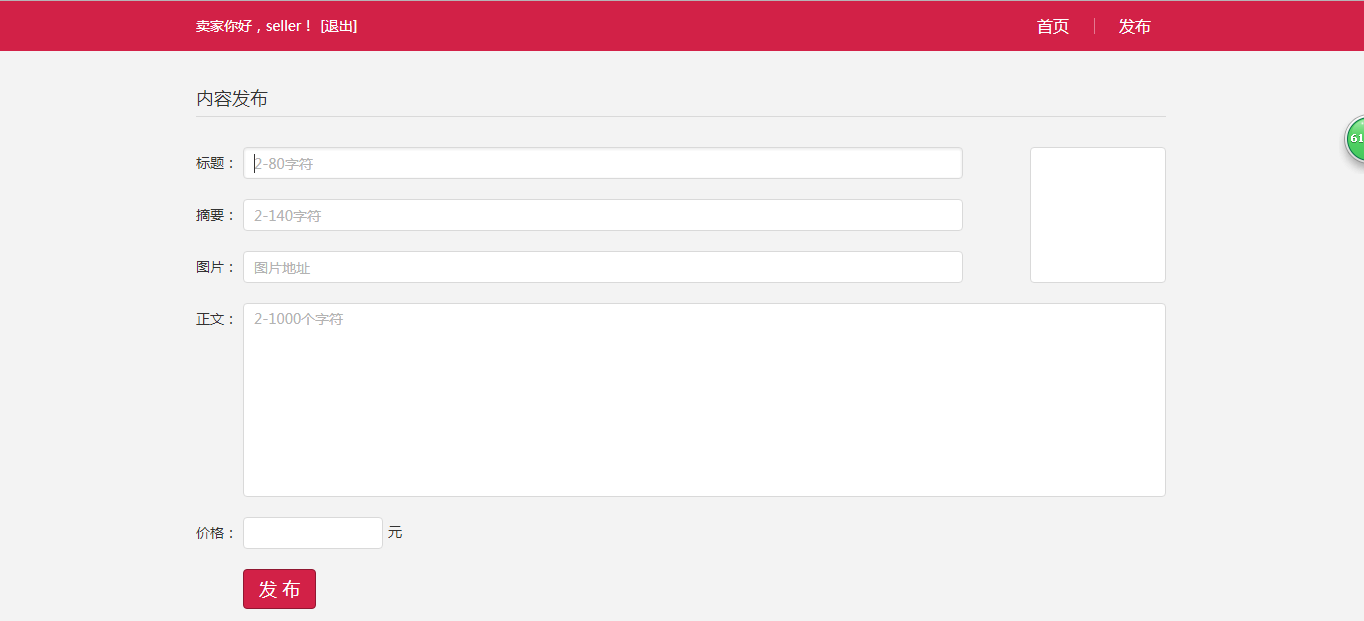 卖家你好，seller！ [退出] 首页 发布
内容发布
标题： 2-80字符
摘要： 2-140字符
图片： 图片地址
正文： 2-1000个字符
价格： 元
发 布
61